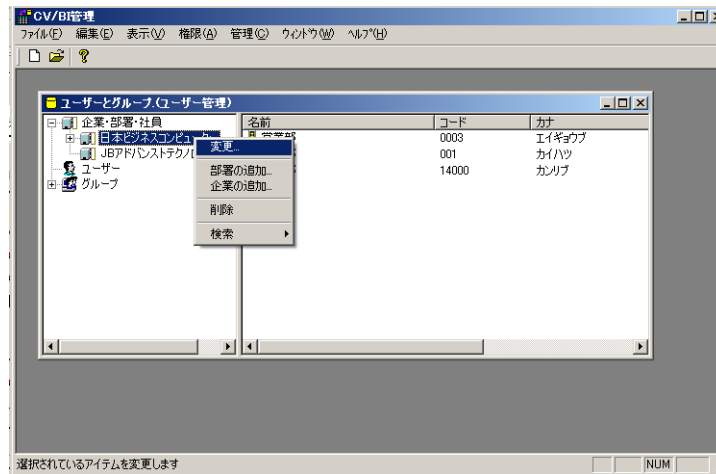 CV/BI管理
ファイル(F) 編集(E) 表示(V) 権限(A) 管理(C) ウィンドウ(W) ヘルプ(H)
ユーザーとグループ.(ユーザー管理)
企業・部署・社員
日本ビジネスコンピューター
JBアドバンストテクノロ
ユーザー
グループ
名前 コード カナ
営業部 0003 エイギョウブ
001 カイハツ
14000 カンリブ
変更...
部署の追加...
企業の追加...
削除
検索
選択されているアイテムを変更します
NUM